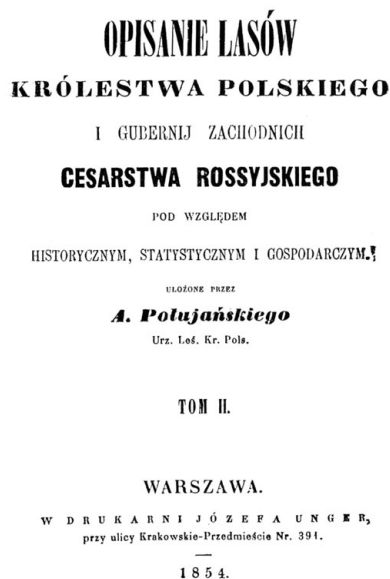 OPISANIE LASÓW
KRÓLESTWA POLSKIEGO
I GUBERNIJ ZACHODNICH
CESARSTWA ROSSYJSKIEGO
POD WZGLĘDEM
HISTORYCZNYM, STATYSTYCZNYM I GOSPODARCZYM.
UŁOŻONE PRZEZ
A. Połujańskiego
Urz. Leś. Kr. Pols.
TOM II.
WARSZAWA.
W DRUKARNI JÓZEFA UNGER,
przy ulicy Krakowskie-Przedmieście Nr. 391.
1854.